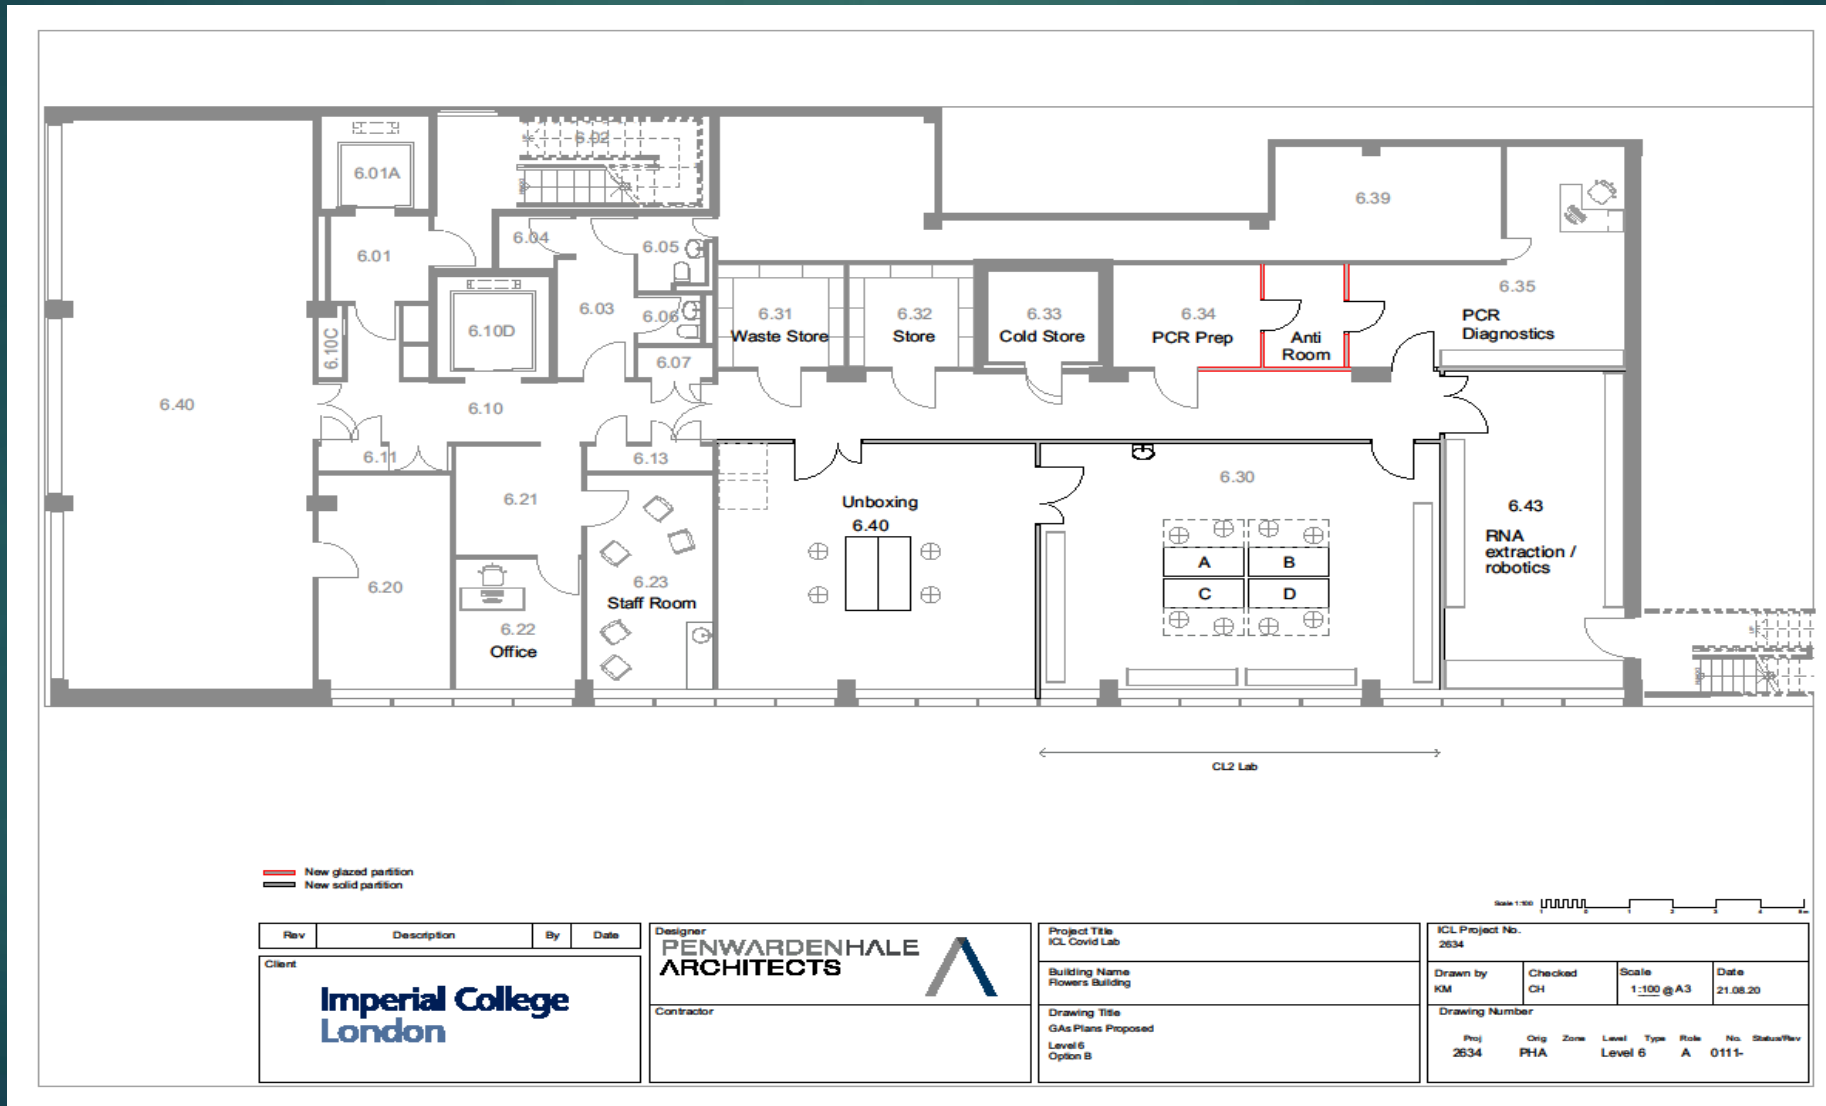 6.02
6.01A
6.39
6.04
6.05
6.01
6.35
PCR
Diagnostics
6.03
6.06
6.31
Waste Store
6.32
Store
6.33
Cold Store
6.34
PCR Prep
Anti
Room
6.10D
6.10C
6.07
6.40
6.10
6.11
6.13
6.21
Unboxing
6.40
6.30
6.43
RNA
extraction /
robotics
A
B
C
D
6.20
6.23
Staff Room
6.22
Office
CL2 Lab
New glazed partition
New solid partition
Scale 1:100
Rev Description By Date
Client
Imperial College
London
Designer
PENWARDENHALE
ARCHITECTS
Contractor
Project Title
ICL Covid Lab
Building Name
Flowers Building
Drawing Title
GAs Plans Proposed
Level 6
Option B
ICL Project No.
2634
Drawn by Checked Scale Date
KM CH 1:100 @ A3 21.08.20
Drawing Number
Proj Orig Zone Level Type Role No. Status/Rev
2634 PHA Level 6 A 0111-